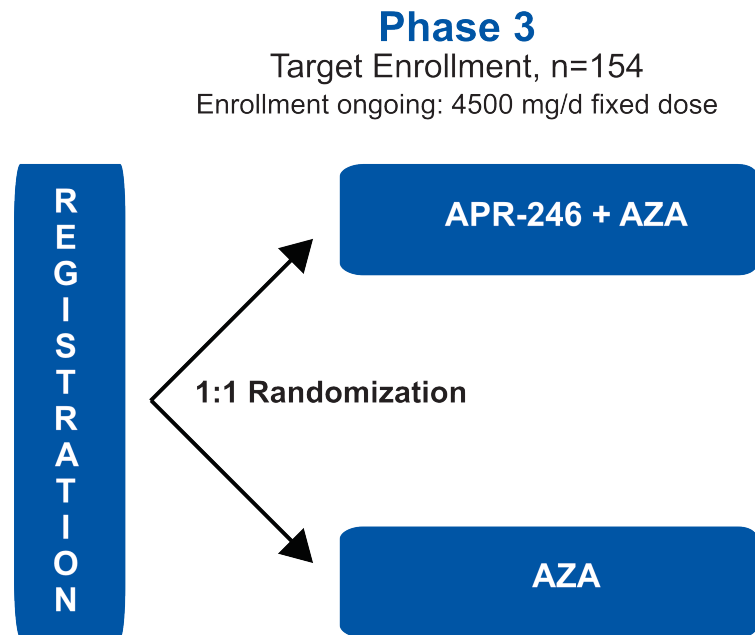 Phase 3
Target Enrollment, n=154
Enrollment ongoing: 4500 mg/d fixed dose
REGISTRATION
APR-246 + AZA
1:1 Randomization
AZA